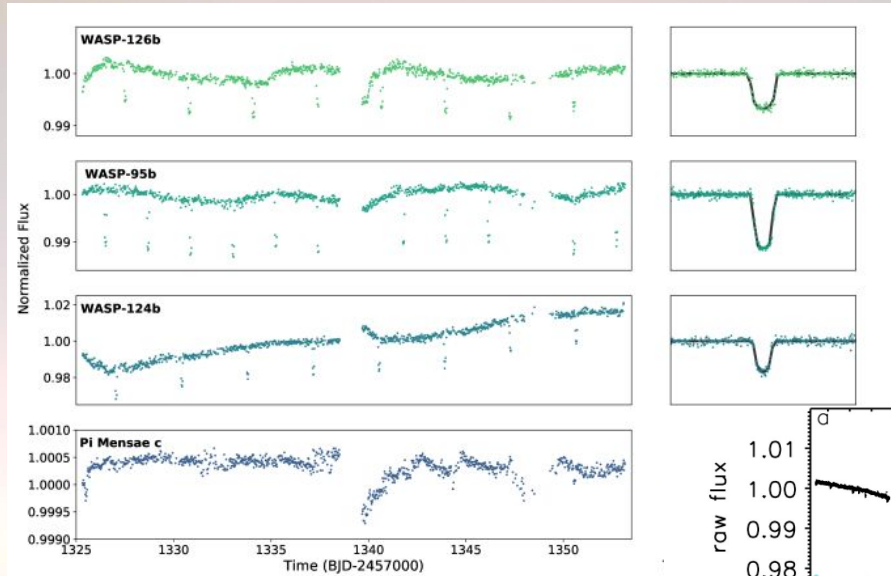 WASP-126b
1.00
0.99
WASP-95b
1.00
0.99
Normalized Flux
WASP-124b
1.02
1.00
0.98
Pi Mensae c
1.0010
1.0005
1.0000
0.9995
0.9990
1325
1330
1335
1340
1345
1350
Time (BJD-2457000)
a
1.01
1.00
0.99
0.98
raw flux